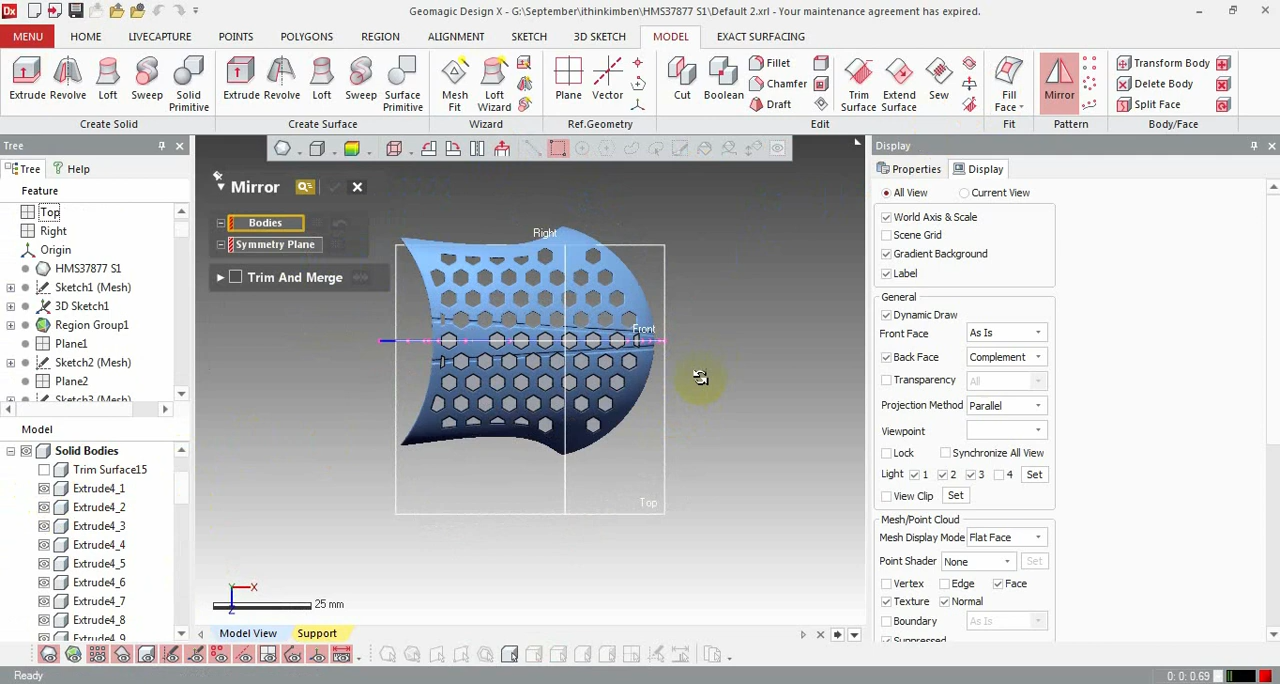 Dx
Geomagic Design X - G:\September\ithinkimben/HMS37877 S1\Default 2.xrl - Your maintenance agreement has expired.
MENU HOME LIVECAPTURE POINTS POLYGONS REGION ALIGNMENT SKETCH 3D SKETCH MODEL EXACT SURFACING
Extrude Revolve Loft Sweep Solid Primitive
Create Solid
Extrude Revolve Loft Sweep Surface Primitive
Create Surface
Mesh Fit Loft Wizard
Wizard
Plane Vector
Ref.Geometry
Cut Boolean Fillet Chamfer Draft Trim Surface Extend Surface Sew
Edit
Fill Face
Fit
Mirror
Pattern
Transform Body
Delete Body
Split Face
Body/Face
Tree
Tree Help
Feature
Top
Right
Origin
HMS37877 S1
Sketch1 (Mesh)
3D Sketch1
Region Group1
Plane1
Sketch2 (Mesh)
Plane2
Sketch3 (Mesh)
Model
Solid Bodies
Trim Surface15
Extrude4_1
Extrude4_2
Extrude4_3
Extrude4_4
Extrude4_5
Extrude4_6
Extrude4_7
Extrude4_8
Extrude4_9
Mirror
Bodies
Symmetry Plane
Trim And Merge
Right
Front
Top
X
Z
25 mm
Model View Support
Display
Properties Display
All View Current View
World Axis & Scale
Scene Grid
Gradient Background
Label
General
Dynamic Draw
Front Face As Is
Back Face Complement
Transparency All
Projection Method Parallel
Viewpoint
Lock Synchronize All View
Light 1 2 3 4 Set
View Clip Set
Mesh/Point Cloud
Mesh Display Mode Flat Face
Point Shader None Set
Vertex Edge Face
Texture Normal
Boundary As Is
Suppressed
Ready
0: 0: 0.69